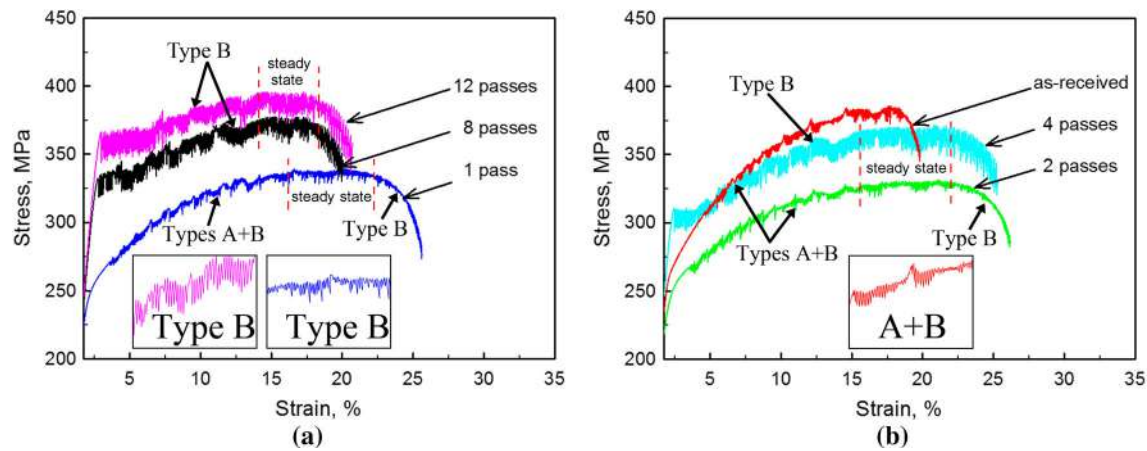 450
400
350
300
250
200
5
10
15
20
25
30
35
Stress, MPa
Strain, %
Type B
steady
state
12 passes
8 passes
1 pass
steady state
Types A+B
Type B
Type B
Type B
(a)
450
400
350
300
250
200
5
10
15
20
25
30
35
Stress, MPa
Strain, %
as-received
Type B
4 passes
steady state
2 passes
Types A+B
Type B
A+B
(b)